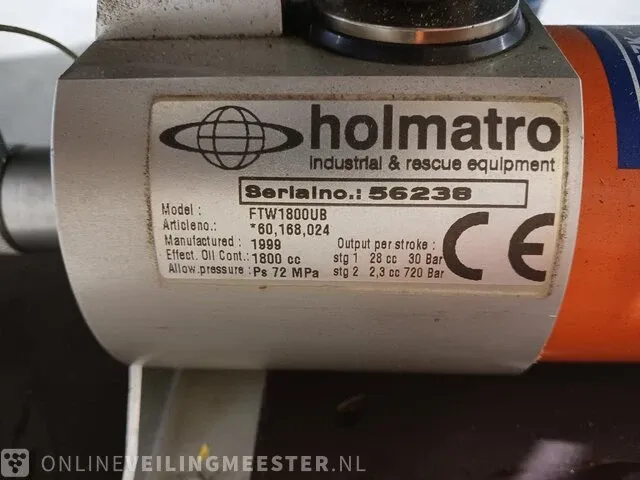 holmatro
industrial & rescue equipment
Serialno.: 56236
Model : FTW1800UB
Articleno.: *60,168,024
Manufactured : 1999 Output per stroke :
Effect. Oil Cont.: 1800 cc stg 1 28 cc 30 Bar
Allow.pressure : Ps 72 MPa stg 2 2,3 cc 720 Bar
CE
ONLINEVEILINGMEESTER.NL